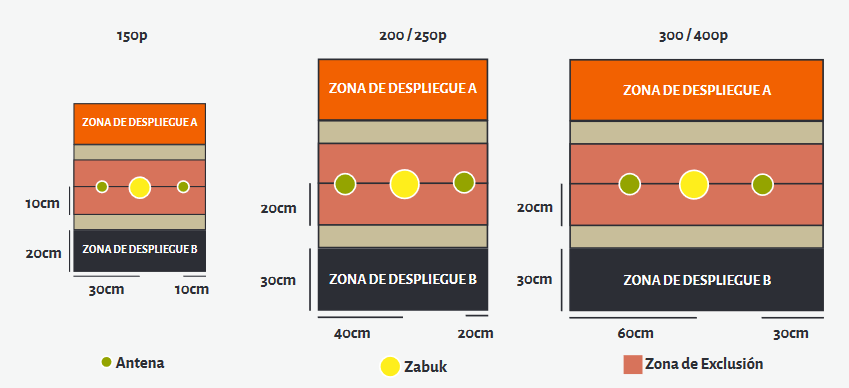 150p
200 / 250p
300 / 400p
ZONA DE DESPLIEGUE A
ZONA DE DESPLIEGUE A
ZONA DE DESPLIEGUE A
10cm
20cm
20cm
20cm
ZONA DE DESPLIEGUE B
30cm
ZONA DE DESPLIEGUE B
30cm
ZONA DE DESPLIEGUE B
30cm
10cm
40cm
20cm
60cm
30cm
Antena
Zabuk
Zona de Exclusión